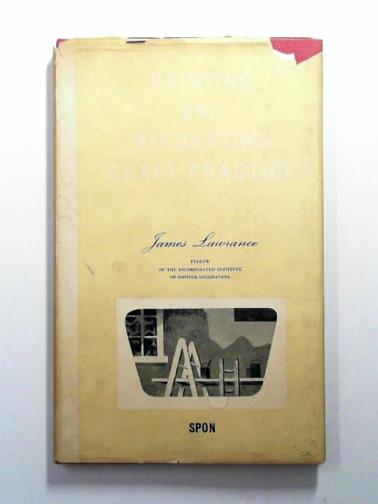 PAINTING
AND
DECORATING
CRAFT PRACTICE
James Lawrance
FELLOW
OF THE INCORPORATED INSTITUTE
OF BRITISH DECORATORS
SPON